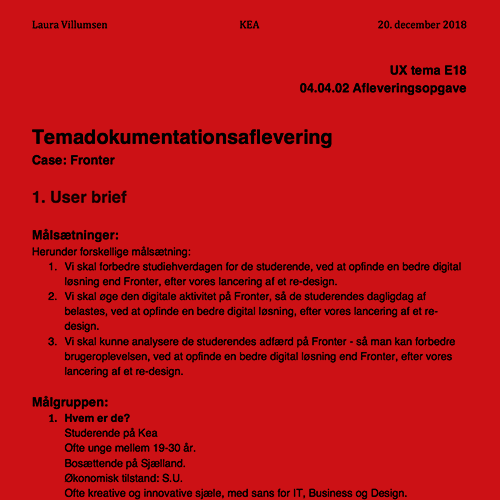 Laura Villumsen KEA 20. december 2018
UX tema E18
04.04.02 Afleveringsopgave
Temadokumentationsaflevering
Case: Fronter
1. User brief
Målsætninger:
Herunder forskellige målsætning:
1. Vi skal forbedre studiehverdagen for de studerende, ved at opfinde en bedre digital
løsning end Fronter, efter vores lancering af et re-design.
2. Vi skal øge den digitale aktivitet på Fronter, så de studerendes dagligdag af
belastes, ved at opfinde en bedre digital løsning, efter vores lancering af et re-
design.
3. Vi skal kunne analysere de studerendes adfærd på Fronter - så man kan forbedre
brugeroplevelsen, ved at opfinde en bedre digital løsning end Fronter, efter vores
lancering af et re-design.
Målgruppen:
1. Hvem er de?
Studerende på Kea
Ofte unge mellem 19-30 år.
Bosættende på Sjælland.
Økonomisk tilstand: S.U.
Ofte kreative og innovative sjæle, med sans for IT, Business og Design.